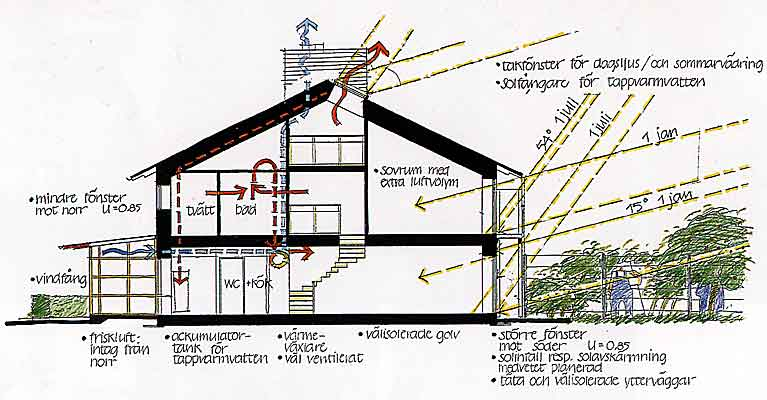 • takfönster för dagsljus/och sommarvädring
• solfångare för tappvarmvatten
54° 1 juli
1 juli
1 jan
15° 1 jan
• sovrum med
extra luftvolym
• mindre fönster
mot norr U=0.85
tvätt
bad
• vindfång
WC
+KÖK
• friskluft-
intag från
norr
• ackumulator-
tank för
tappvarmvatten
• värme-
växlare
• väl ventilerat
• välisolerade golv
• större fönster
mot söder U=0.85
• solinfall resp. solavskärmning
medvetet planerad
• täta och välisolerade ytterväggar